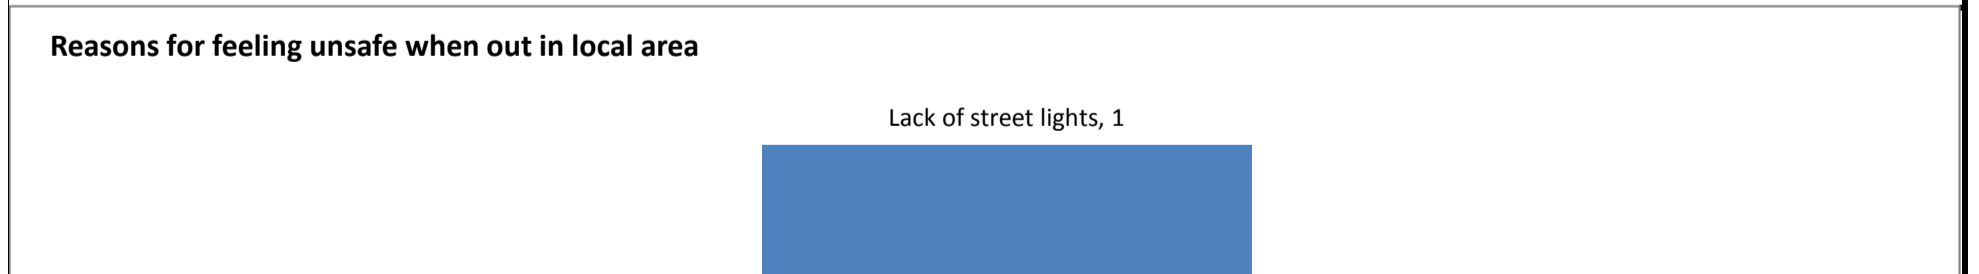 Reasons for feeling unsafe when out in local area
Lack of street lights, 1